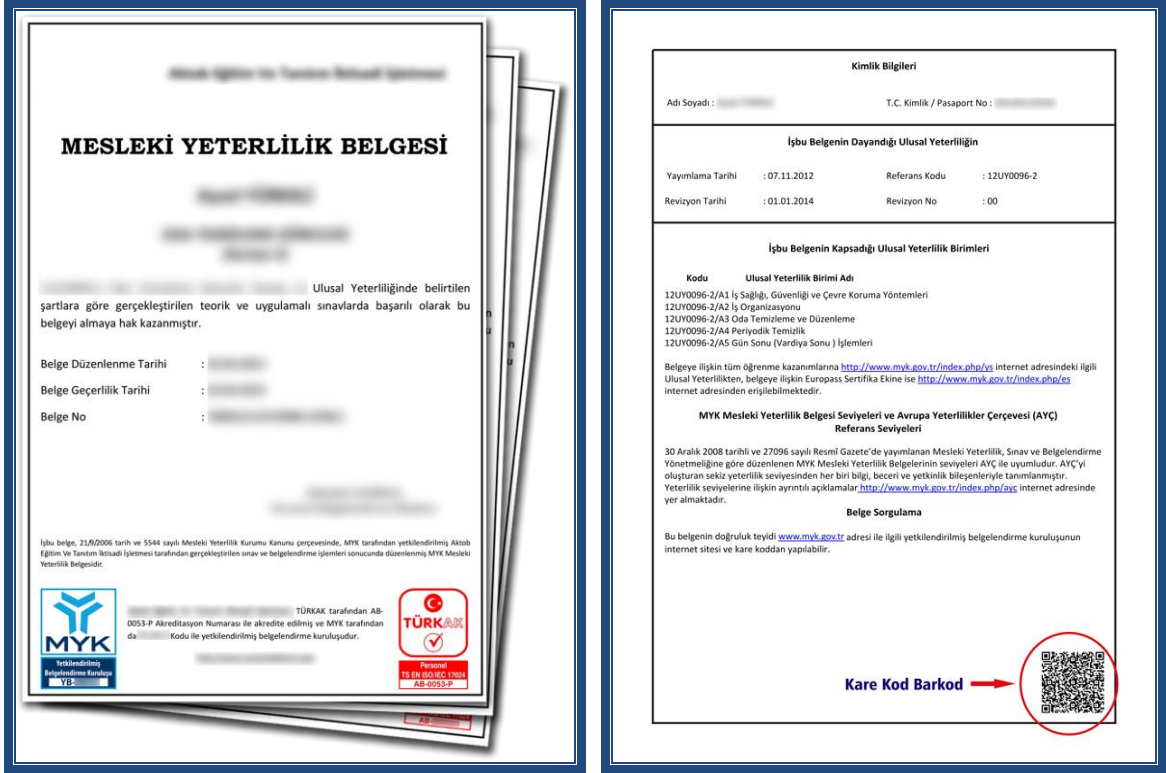 MESLEKİ YETERLİLİK BELGESİ
Ulusal Yeterliliğinde belirtilen
şartlara göre gerçekleştirilen teorik ve uygulamalı sınavlarda başarılı olarak bu
belgeyi almaya hak kazanmıştır.
Belge Düzenlenme Tarihi :
Belge Geçerlilik Tarihi :
Belge No :
İşbu belge, 21/9/2006 tarih ve 5544 sayılı Mesleki Yeterlilik Kurumu Kanunu çerçevesinde, MYK tarafından yetkilendirilmiş Aktob
Eğitim Ve Tanıtım İktisadi İşletmesi tarafından gerçekleştirilen sınav ve belgelendirme işlemleri sonucunda düzenlenmiş MYK Mesleki
Yeterlilik Belgesidir.
MYK
Yetkilendirilmiş
Belgelendirme Kuruluşu
YB-
TÜRKAK tarafından AB-
0053-P Akreditasyon Numarası ile akredite edilmiş ve MYK tarafından
da Kodu ile yetkilendirilmiş belgelendirme kuruluşudur.
TÜRKAK
Personel
TS EN ISO/IEC 17024
AB-0053-P
AB-
Kimlik Bilgileri
Adı Soyadı : T.C. Kimlik / Pasaport No :
İşbu Belgenin Dayandığı Ulusal Yeterliliğin
Yayımlama Tarihi : 07.11.2012 Referans Kodu : 12UY0096-2
Revizyon Tarihi : 01.01.2014 Revizyon No : 00
İşbu Belgenin Kapsadığı Ulusal Yeterlilik Birimleri
Kodu Ulusal Yeterlilik Birimi Adı
12UY0096-2/A1 İş Sağlığı, Güvenliği ve Çevre Koruma Yöntemleri
12UY0096-2/A2 İş Organizasyonu
12UY0096-2/A3 Oda Temizleme ve Düzenleme
12UY0096-2/A4 Periyodik Temizlik
12UY0096-2/A5 Gün Sonu (Vardiya Sonu ) İşlemleri
Belgeye ilişkin tüm öğrenme kazanımlarına http://www.myk.gov.tr/index.php/ys internet adresindeki ilgili
Ulusal Yeterlilikten, belgeye ilişkin Europass Sertifika Ekine ise http://www.myk.gov.tr/index.php/es
internet adresinden erişilebilmektedir.
MYK Mesleki Yeterlilik Belgesi Seviyeleri ve Avrupa Yeterlilikler Çerçevesi (AYÇ)
Referans Seviyeleri
30 Aralık 2008 tarihli ve 27096 sayılı Resmî Gazete'de yayımlanan Mesleki Yeterlilik, Sınav ve Belgelendirme
Yönetmeliğine göre düzenlenen MYK Mesleki Yeterlilik Belgelerinin seviyeleri AYÇ ile uyumludur. AYÇ'yi
oluşturan sekiz yeterlilik seviyesinden her biri bilgi, beceri ve yetkinlik bileşenleriyle tanımlanmıştır.
Yeterlilik seviyelerine ilişkin ayrıntılı açıklamalar http://www.myk.gov.tr/index.php/ayc internet adresinde
yer almaktadır.
Belge Sorgulama
Bu belgenin doğruluk teyidi www.myk.gov.tr adresi ile ilgili yetkilendirilmiş belgelendirme kuruluşunun
internet sitesi ve kare koddan yapılabilir.
Kare Kod Barkod